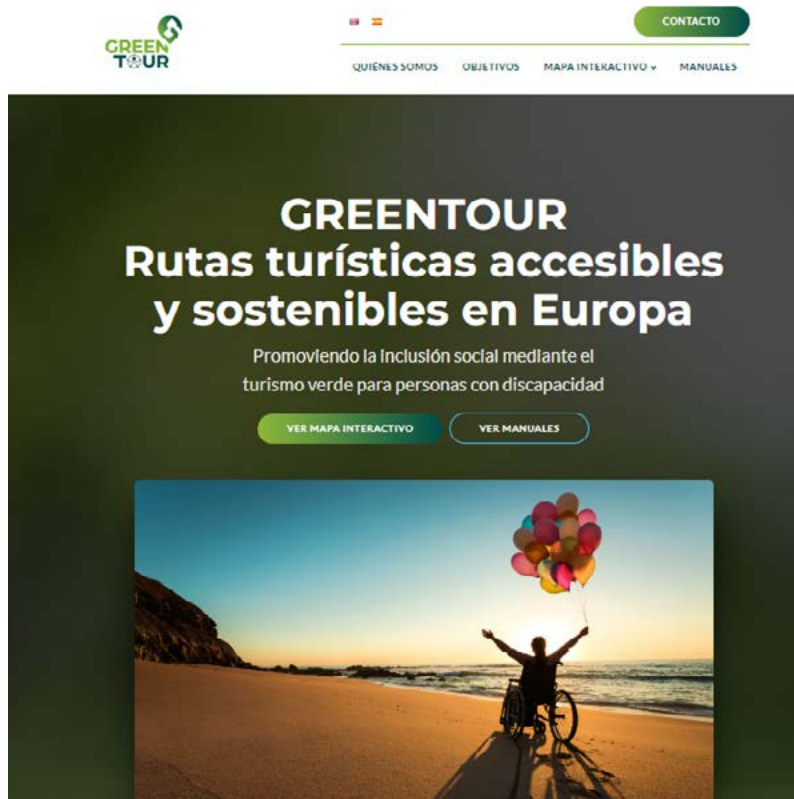 GREEN
TOUR
CONTACTO
QUIÉNES SOMOS OBJETIVOS MAPA INTERACTIVO MANUALES
GREENTOUR
Rutas turísticas accesibles
y sostenibles en Europa
Promoviendo la inclusión social mediante el
turismo verde para personas con discapacidad
VER MAPA INTERACTIVO VER MANUALES